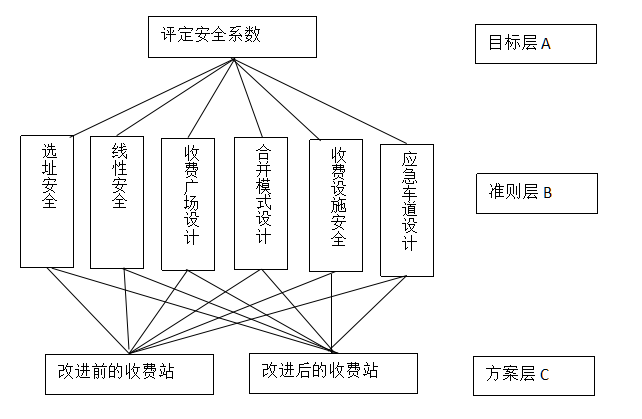 评定安全系数
目标层 A
选址安全
线性安全
收费广场设计
合并模式设计
收费设施安全
应急车道设计
准则层 B
改进前的收费站
改进后的收费站
方案层 C